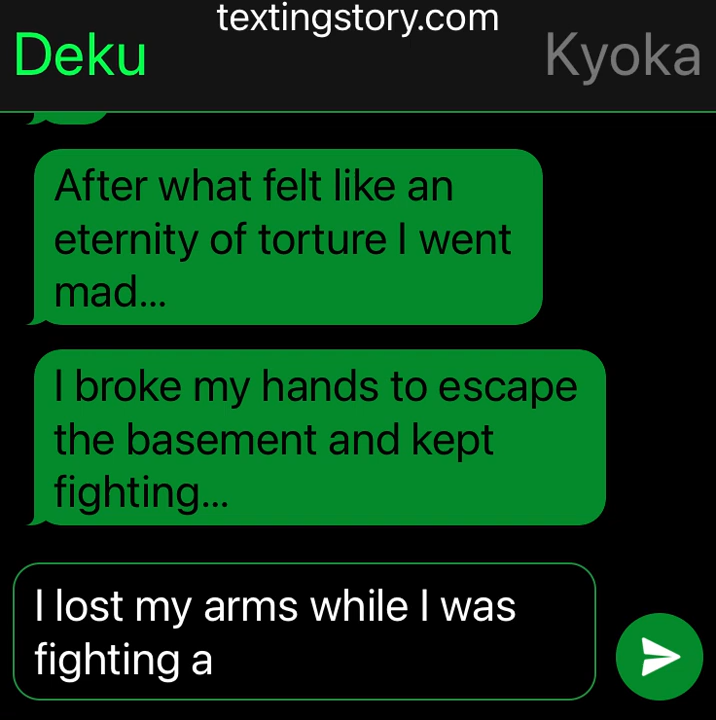 textingstory.com
Deku
Kyoka
After what felt like an
eternity of torture I went
mad...
I broke my hands to escape
the basement and kept
fighting...
I lost my arms while I was
fighting a